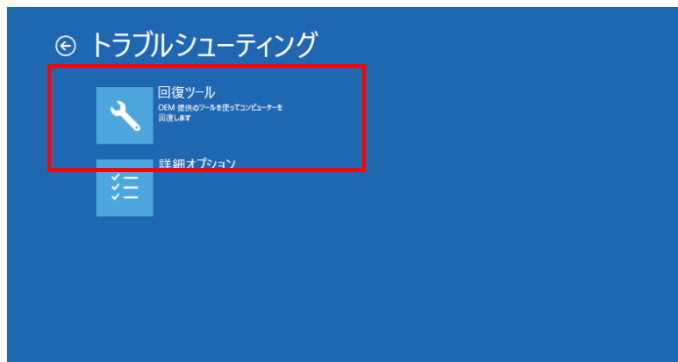 トラブルシューティング
回復ツール
OEM 提供のツールを使ってコンピューターを
回復します
詳細オプション